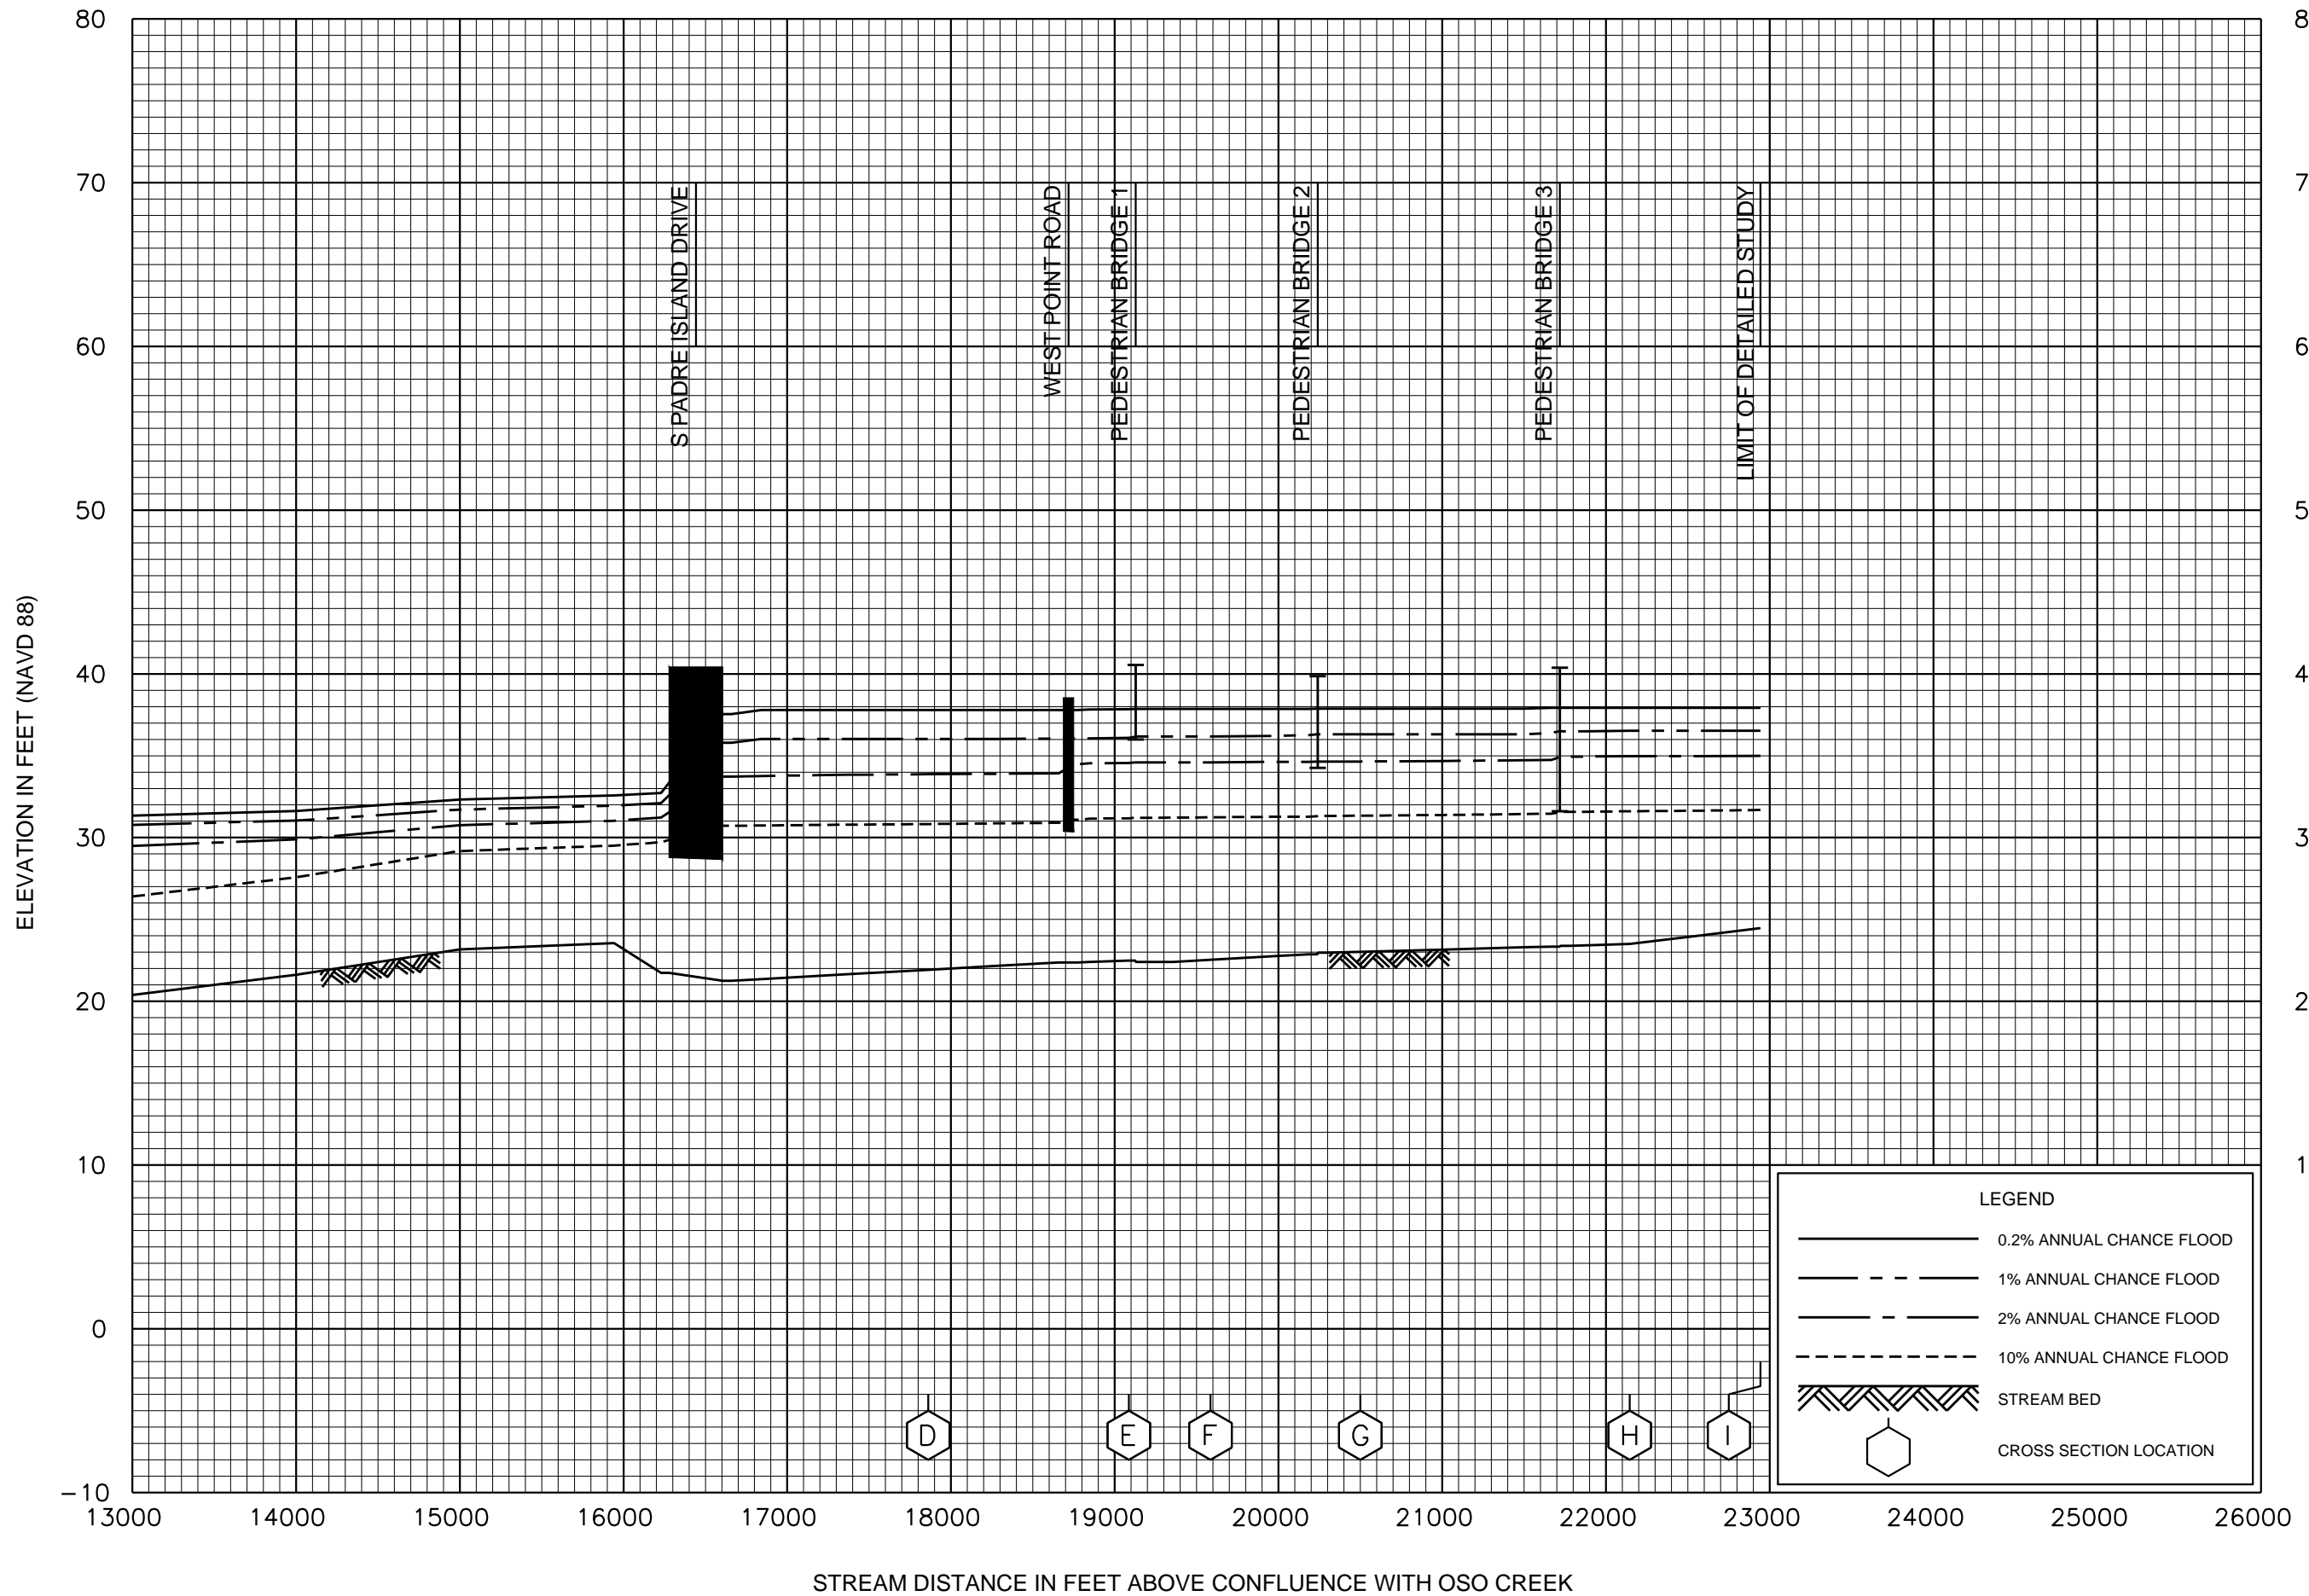 80
8
70
7
60
6
50
5
40
4
30
3
20
2
10
1
0
-10
ELEVATION IN FEET (NAVD 88)
S PADRE ISLAND DRIVE
WEST POINT ROAD
PEDESTRIAN BRIDGE 1
PEDESTRIAN BRIDGE 2
PEDESTRIAN BRIDGE 3
LIMIT OF DETAILED STUDY
LEGEND
0.2% ANNUAL CHANCE FLOOD
1% ANNUAL CHANCE FLOOD
2% ANNUAL CHANCE FLOOD
10% ANNUAL CHANCE FLOOD
STREAM BED
CROSS SECTION LOCATION
D E F G H I
13000 14000 15000 16000 17000 18000 19000 20000 21000 22000 23000 24000 25000 26000
STREAM DISTANCE IN FEET ABOVE CONFLUENCE WITH OSO CREEK